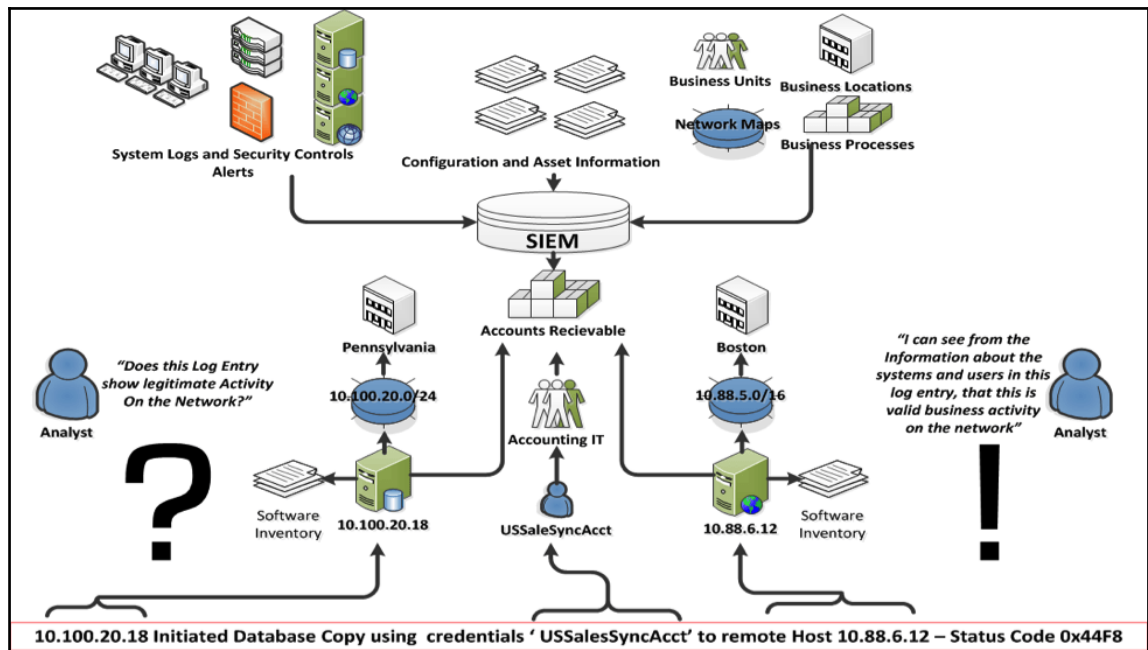 System Logs and Security Controls
Alerts
Configuration and Asset Information
Business Units
Business Locations
Network Maps
Business Processes
SIEM
Accounts Recievable
Pennsylvania
Boston
“Does this Log Entry
show legitimate Activity
On the Network?”
Analyst
?
10.100.20.0/24
Accounting IT
10.88.5.0/16
“I can see from the
Information about the
systems and users in this
log entry, that this is
valid business activity
on the network”
Analyst
!
Software
Inventory
10.100.20.18
USSaleSyncAcct
10.88.6.12
Software
Inventory
10.100.20.18 Initiated Database Copy using credentials ‘ USSalesSyncAcct’ to remote Host 10.88.6.12 – Status Code 0x44F8